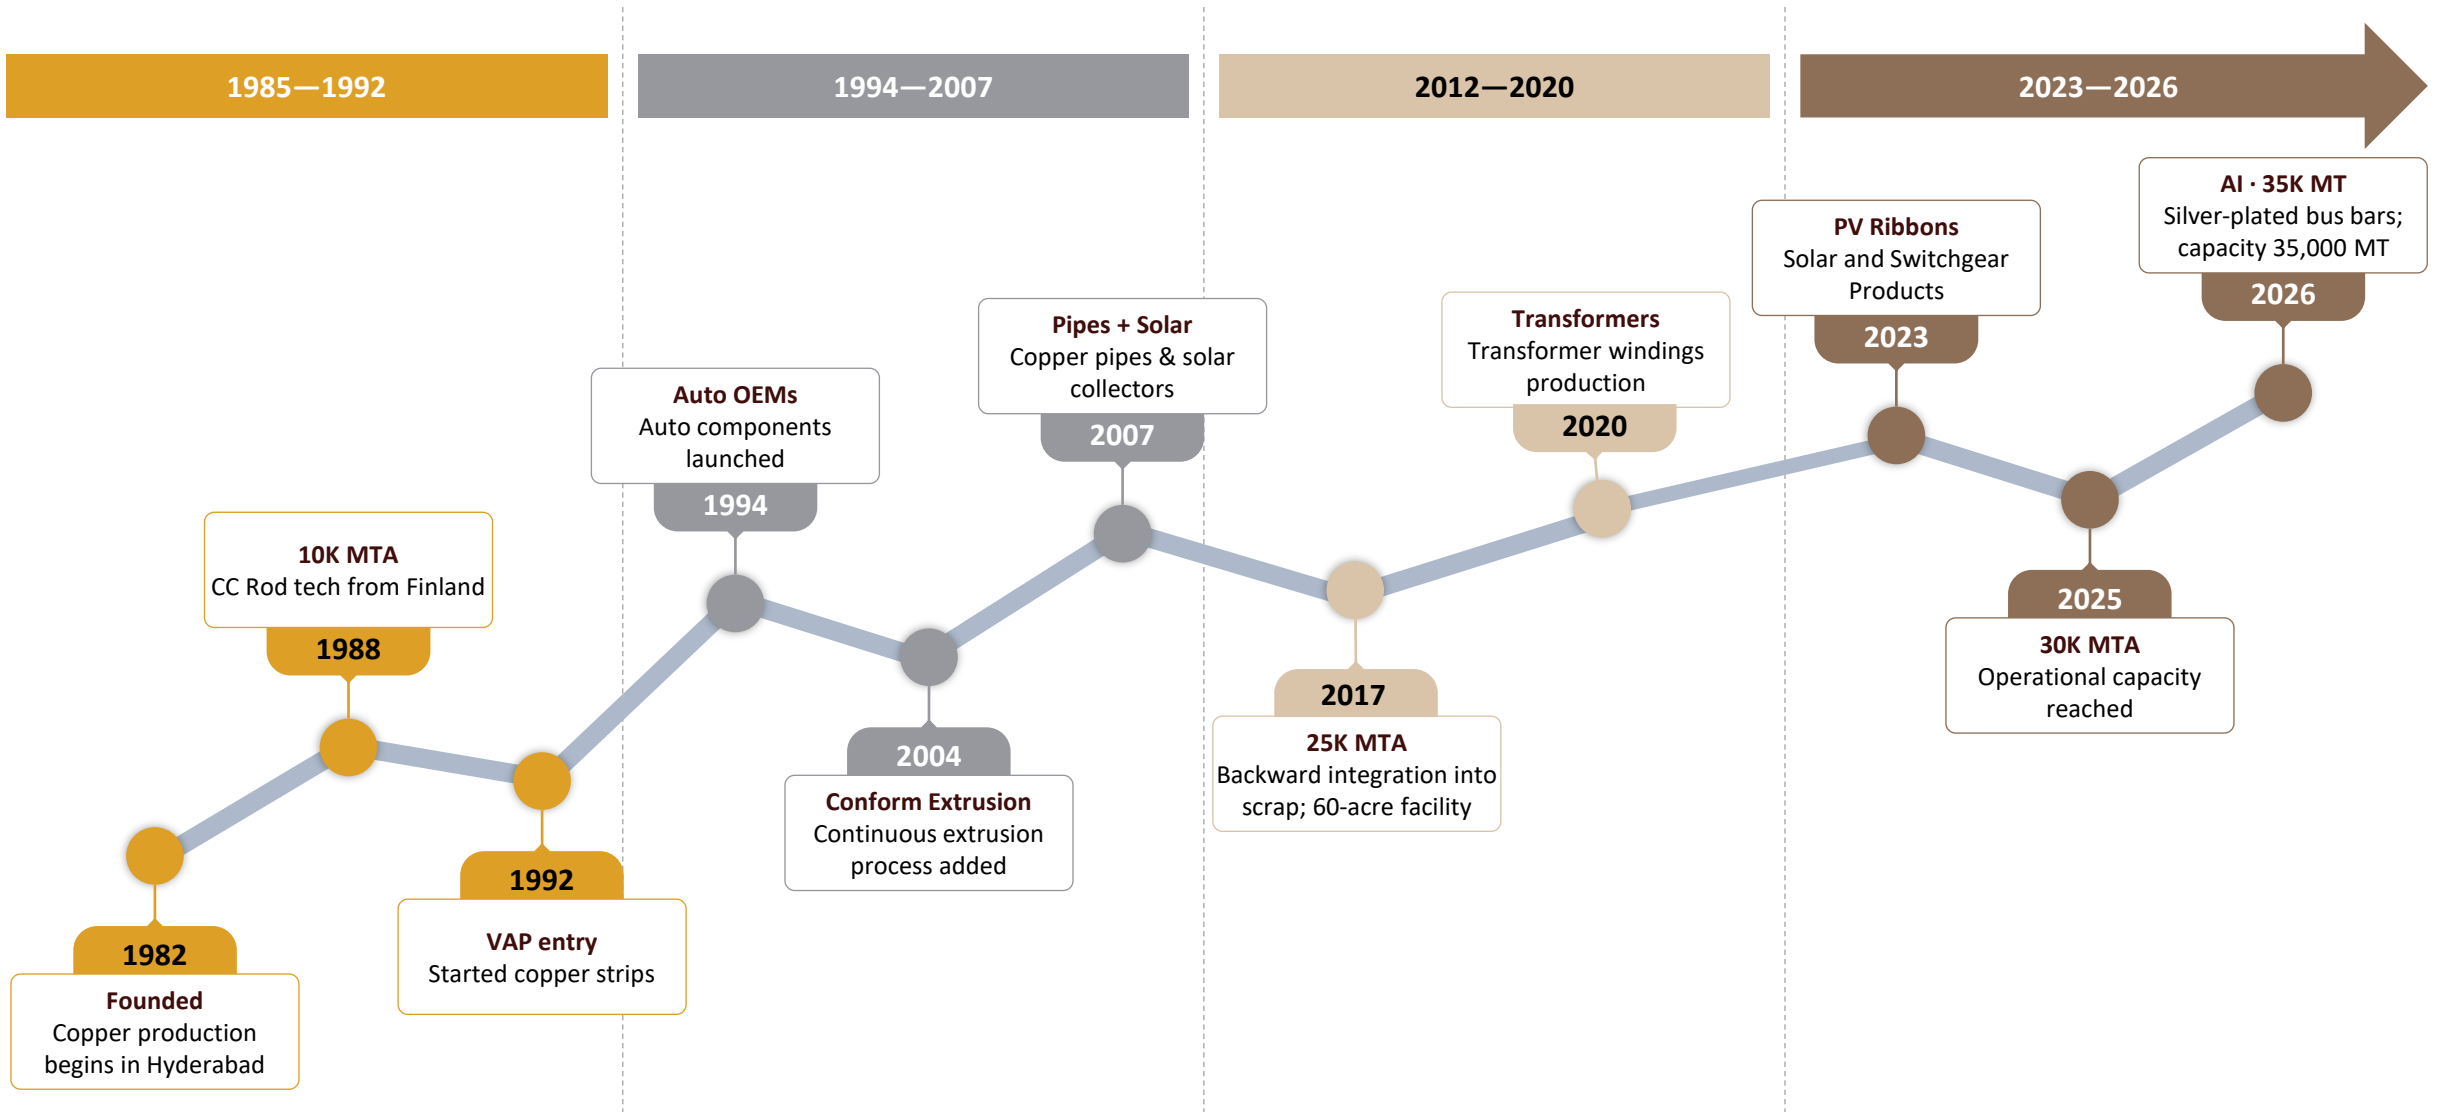 1985—1992
1994—2007
2012—2020
2023—2026
Founded
Copper production
begins in Hyderabad
1982
10K MTA
CC Rod tech from Finland
1988
1992
VAP entry
Started copper strips
Auto OEMs
Auto components
launched
1994
2004
Conform Extrusion
Continuous extrusion
process added
Pipes + Solar
Copper pipes & solar
collectors
2007
2017
25K MTA
Backward integration into
scrap; 60-acre facility
Transformers
Transformer windings
production
2020
PV Ribbons
Solar and Switchgear
Products
2023
2025
30K MTA
Operational capacity
reached
AI · 35K MT
Silver-plated bus bars;
capacity 35,000 MT
2026